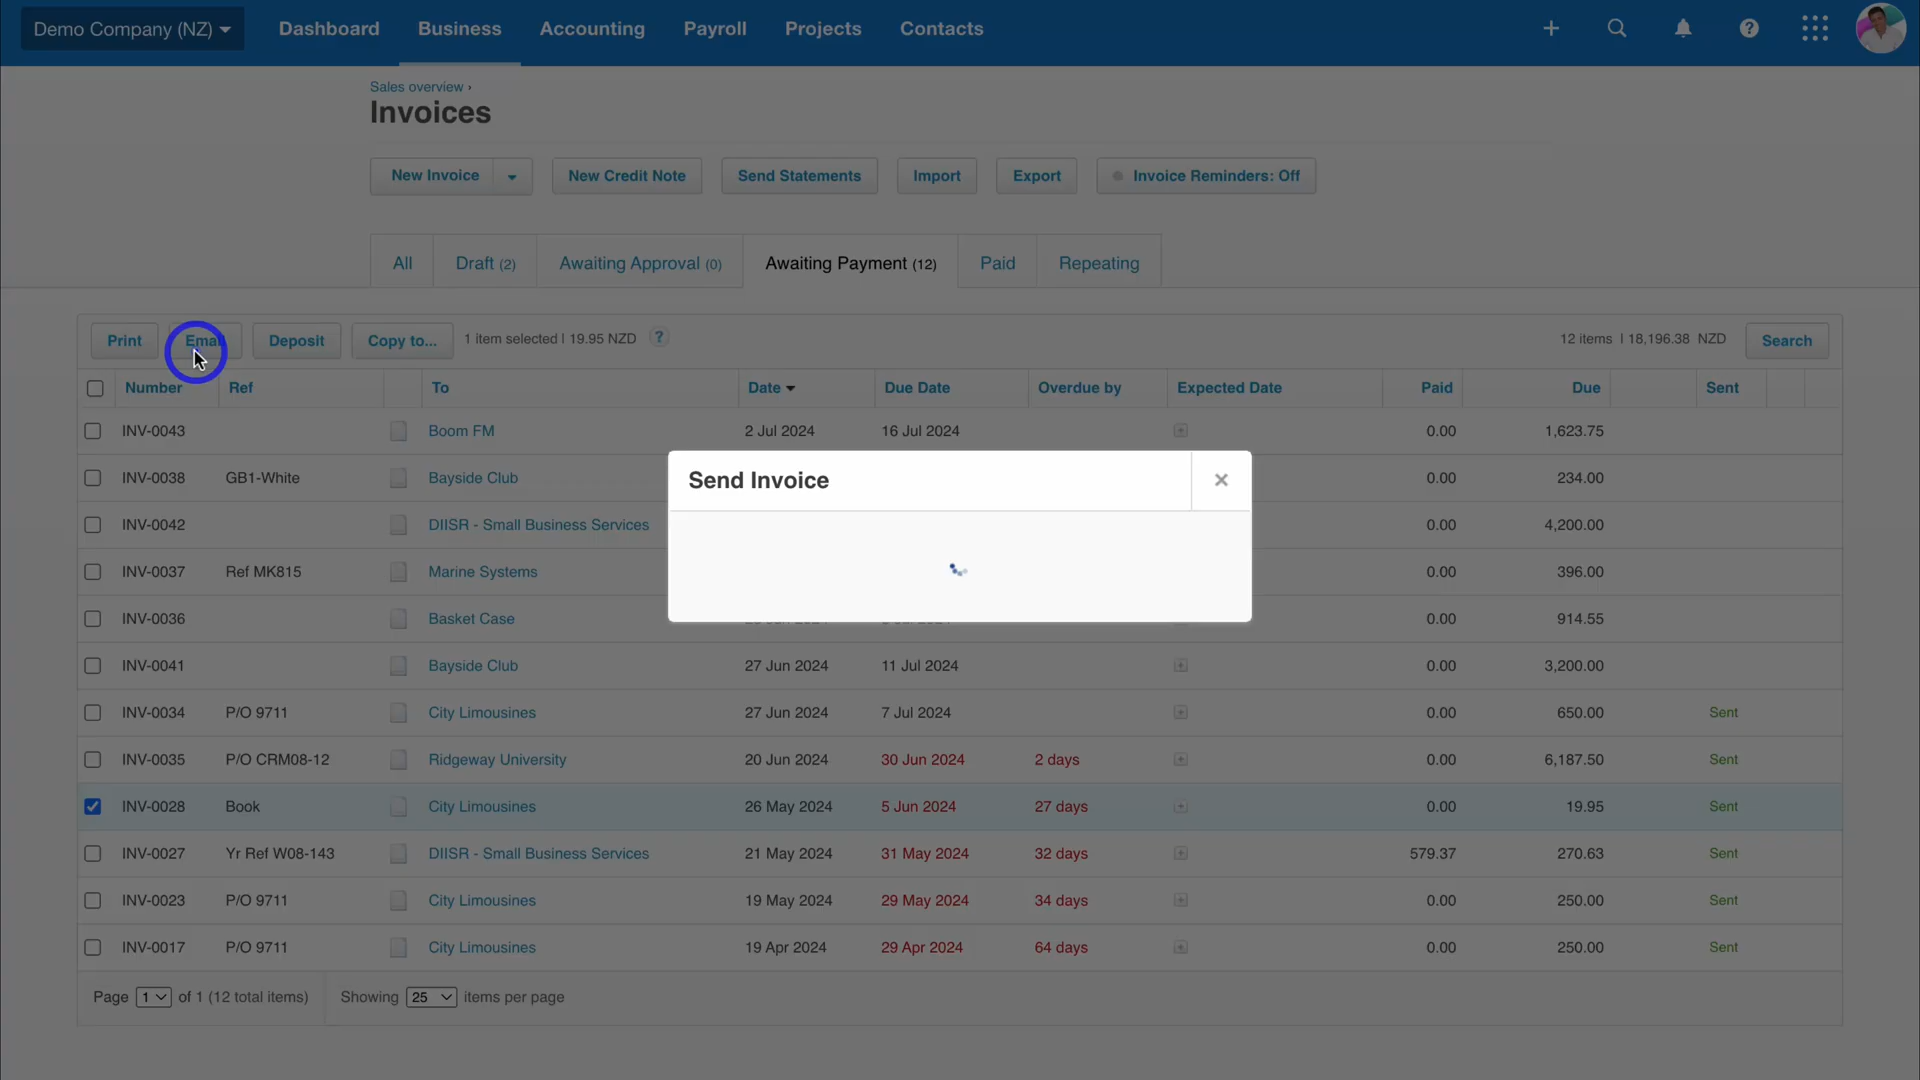 Demo Company (NZ) Dashboard Business Accounting Payroll Projects Contacts
Sales overview ›
Invoices
New Invoice New Credit Note Send Statements Import Export Invoice Reminders: Off
All Draft (2) Awaiting Approval (0) Awaiting Payment (12) Paid Repeating
Print Email Deposit Copy to... 1 item selected | 19.95 NZD ? 12 items | 18,196.38 NZD Search
Number Ref To Date Due Date Overdue by Expected Date Paid Due Sent
INV-0043 Boom FM 2 Jul 2024 16 Jul 2024 0.00 1,623.75
Send Invoice
INV-0038 GB1-White Bayside Club 0.00 234.00
INV-0042 DIISR - Small Business Services 0.00 4,200.00
INV-0037 Ref MK815 Marine Systems 0.00 396.00
INV-0036 Basket Case 0.00 914.55
INV-0041 Bayside Club 27 Jun 2024 11 Jul 2024 0.00 3,200.00
INV-0034 P/O 9711 City Limousines 27 Jun 2024 7 Jul 2024 0.00 650.00 Sent
INV-0035 P/O CRM08-12 Ridgeway University 20 Jun 2024 30 Jun 2024 2 days 0.00 6,187.50 Sent
INV-0028 Book City Limousines 26 May 2024 5 Jun 2024 27 days 0.00 19.95 Sent
INV-0027 Yr Ref W08-143 DIISR - Small Business Services 21 May 2024 31 May 2024 32 days 579.37 270.63 Sent
INV-0023 P/O 9711 City Limousines 19 May 2024 29 May 2024 34 days 0.00 250.00 Sent
INV-0017 P/O 9711 City Limousines 19 Apr 2024 29 Apr 2024 64 days 0.00 250.00 Sent
Page 1 of 1 (12 total items) Showing 25 items per page